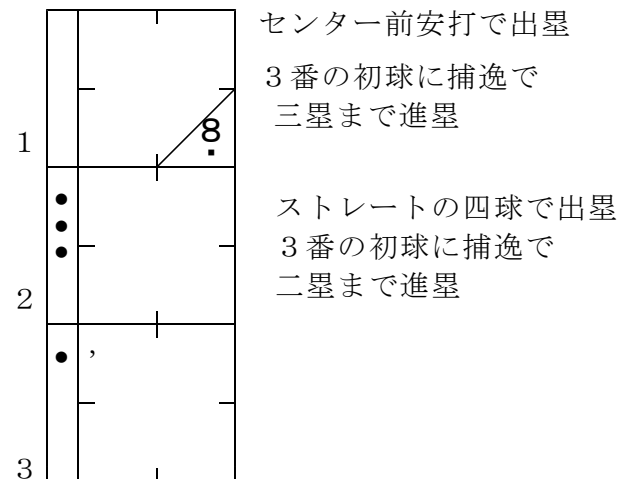 センター前安打で出塁
３番の初球に捕逸で
三塁まで進塁
8
1
ストレートの四球で出塁
３番の初球に捕逸で
二塁まで進塁
2
,
3